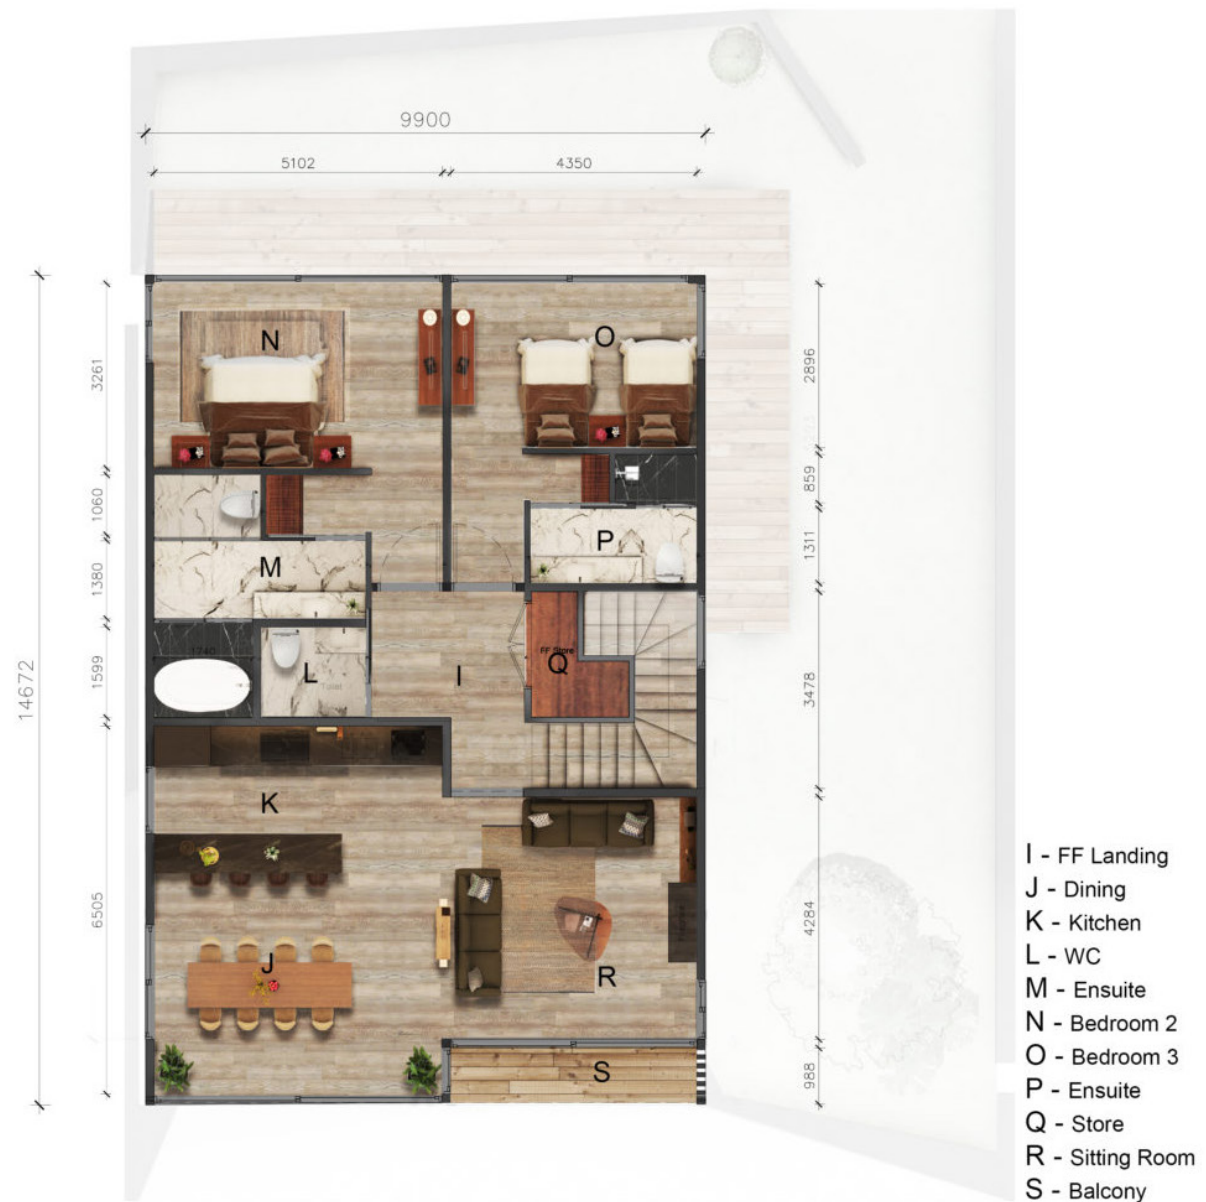 9900
5102
4350
N
O
3261
2896
859
1060
P
1311
M
1380
FF Store
Q
1740
L
I
1599
3478
14672
K
I - FF Landing
J - Dining
6505
4284
K - Kitchen
L - WC
J
R
M - Ensuite
N - Bedroom 2
O - Bedroom 3
S
988
P - Ensuite
Q - Store
R - Sitting Room
S - Balcony